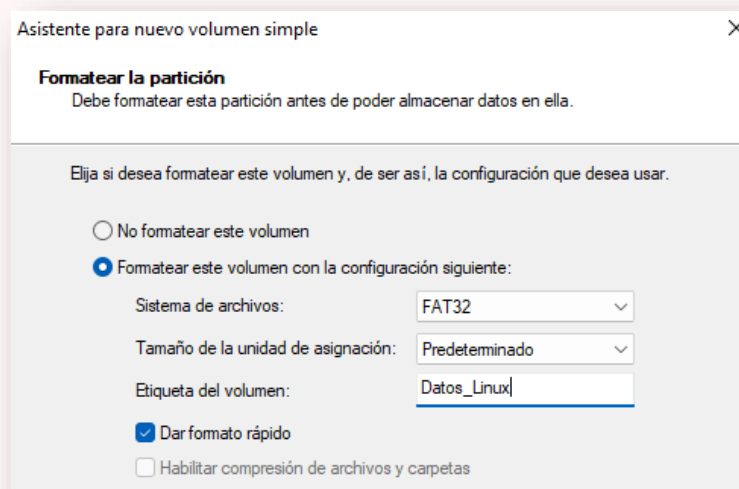 Asistente para nuevo volumen simple
Formatear la partición
Debe formatear esta partición antes de poder almacenar datos en ella.
Elija si desea formatear este volumen y, de ser así, la configuración que desea usar.
No formatear este volumen
Formatear este volumen con la configuración siguiente:
Sistema de archivos: FAT32
Tamaño de la unidad de asignación: Predeterminado
Etiqueta del volumen: Datos_Linux
Dar formato rápido
Habilitar compresión de archivos y carpetas